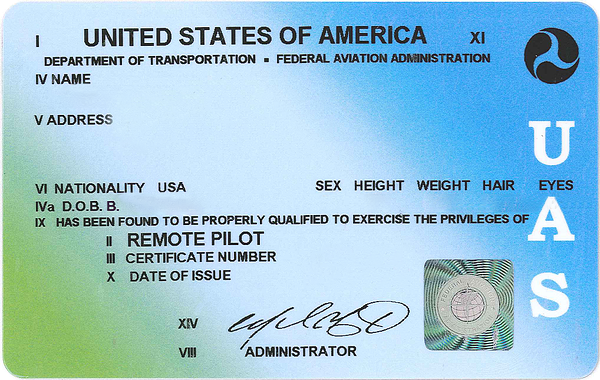 I UNITED STATES OF AMERICA XI
DEPARTMENT OF TRANSPORTATION ▪ FEDERAL AVIATION ADMINISTRATION
IV NAME
V ADDRESS
VI NATIONALITY USA SEX HEIGHT WEIGHT HAIR EYES
IVa D.O.B. B.
IX HAS BEEN FOUND TO BE PROPERLY QUALIFIED TO EXERCISE THE PRIVILEGES OF
II REMOTE PILOT
III CERTIFICATE NUMBER
X DATE OF ISSUE
XIV
VIII ADMINISTRATOR
UAS